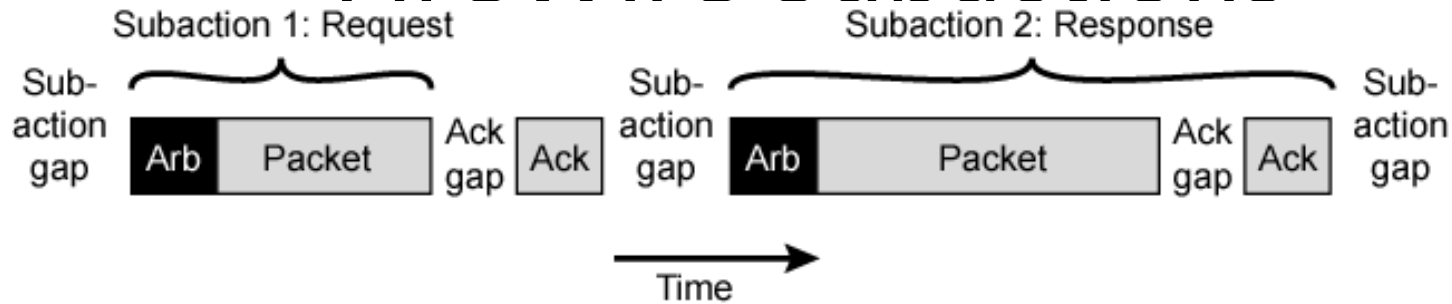 Subaction 1: Request
Subaction 2: Response
Sub-
action
gap
Arb
Packet
Ack
gap
Ack
Sub-
action
gap
Arb
Packet
Ack
gap
Ack
Sub-
action
gap
Time